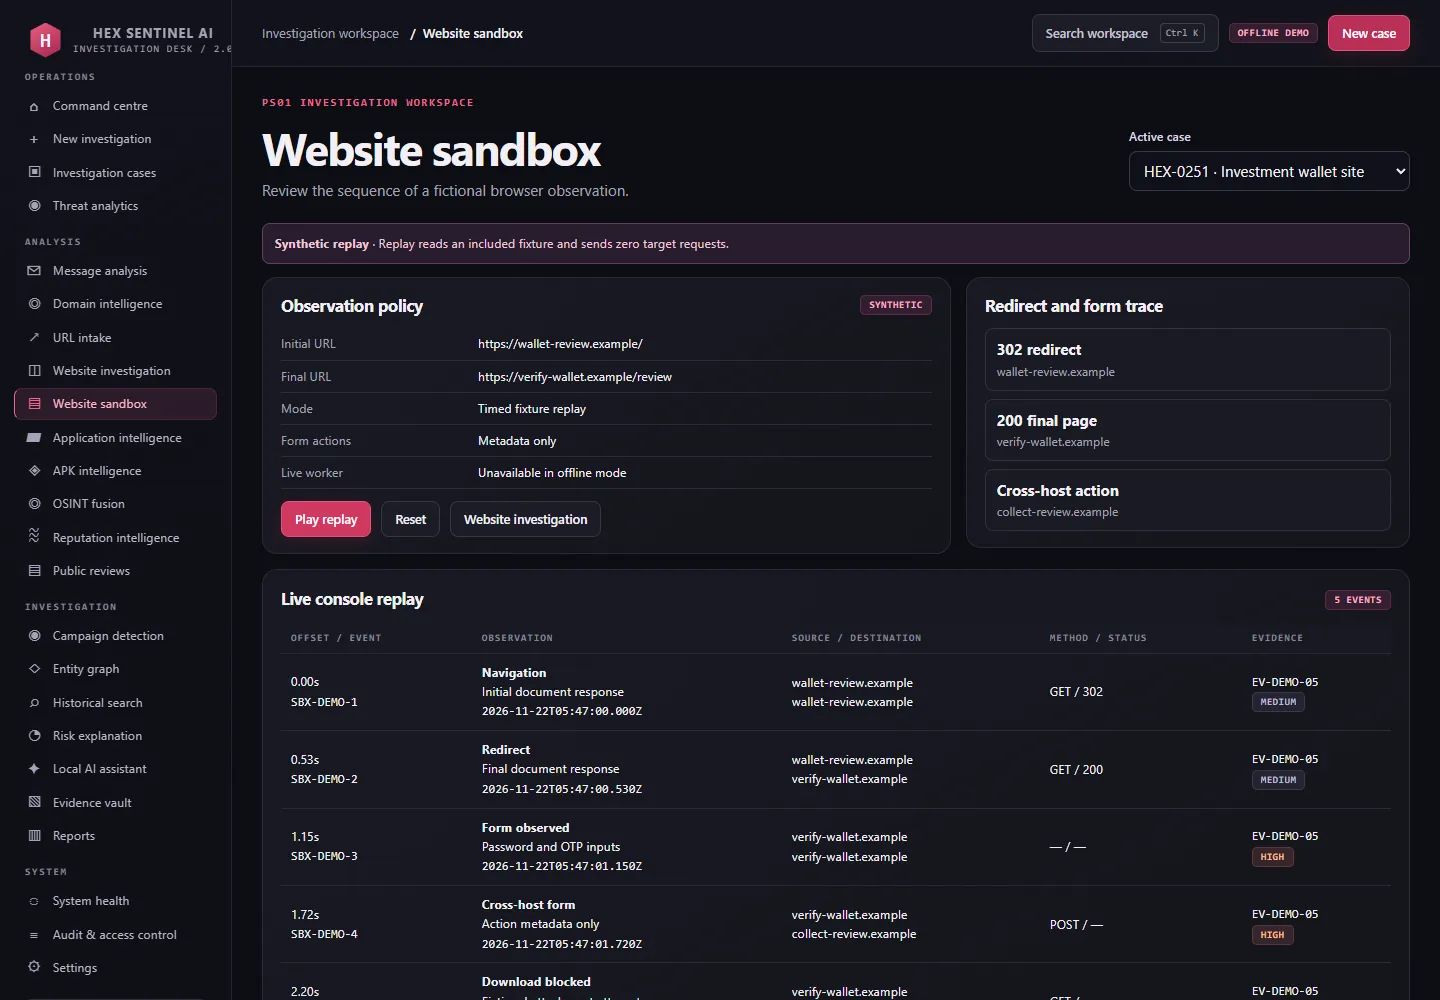 H
HEX SENTINEL AI
INVESTIGATION DESK / 2.0
OPERATIONS
Command centre
New investigation
Investigation cases
Threat analytics
ANALYSIS
Message analysis
Domain intelligence
URL intake
Website investigation
Website sandbox
Application intelligence
APK intelligence
OSINT fusion
Reputation intelligence
Public reviews
INVESTIGATION
Campaign detection
Entity graph
Historical search
Risk explanation
Local AI assistant
Evidence vault
Reports
SYSTEM
System health
Audit & access control
Settings
Investigation workspace / Website sandbox
Search workspace Ctrl K
OFFLINE DEMO
New case
PS01 INVESTIGATION WORKSPACE
Website sandbox
Review the sequence of a fictional browser observation.
Active case
HEX-0251 · Investment wallet site
Synthetic replay · Replay reads an included fixture and sends zero target requests.
Observation policy
SYNTHETIC
Initial URL https://wallet-review.example/
Final URL https://verify-wallet.example/review
Mode Timed fixture replay
Form actions Metadata only
Live worker Unavailable in offline mode
Play replay Reset Website investigation
Redirect and form trace
302 redirect
wallet-review.example
200 final page
verify-wallet.example
Cross-host action
collect-review.example
Live console replay
5 EVENTS
OFFSET / EVENT OBSERVATION SOURCE / DESTINATION METHOD / STATUS EVIDENCE
0.00s
SBX-DEMO-1
Navigation
Initial document response
2026-11-22T05:47:00.000Z
wallet-review.example
wallet-review.example
GET / 302
EV-DEMO-05
MEDIUM
0.53s
SBX-DEMO-2
Redirect
Final document response
2026-11-22T05:47:00.530Z
wallet-review.example
verify-wallet.example
GET / 200
EV-DEMO-05
MEDIUM
1.15s
SBX-DEMO-3
Form observed
Password and OTP inputs
2026-11-22T05:47:01.150Z
verify-wallet.example
verify-wallet.example
— / —
EV-DEMO-05
HIGH
1.72s
SBX-DEMO-4
Cross-host form
Action metadata only
2026-11-22T05:47:01.720Z
verify-wallet.example
collect-review.example
POST / —
EV-DEMO-05
HIGH
2.20s
Download blocked
verify-wallet.example
EV-DEMO-05